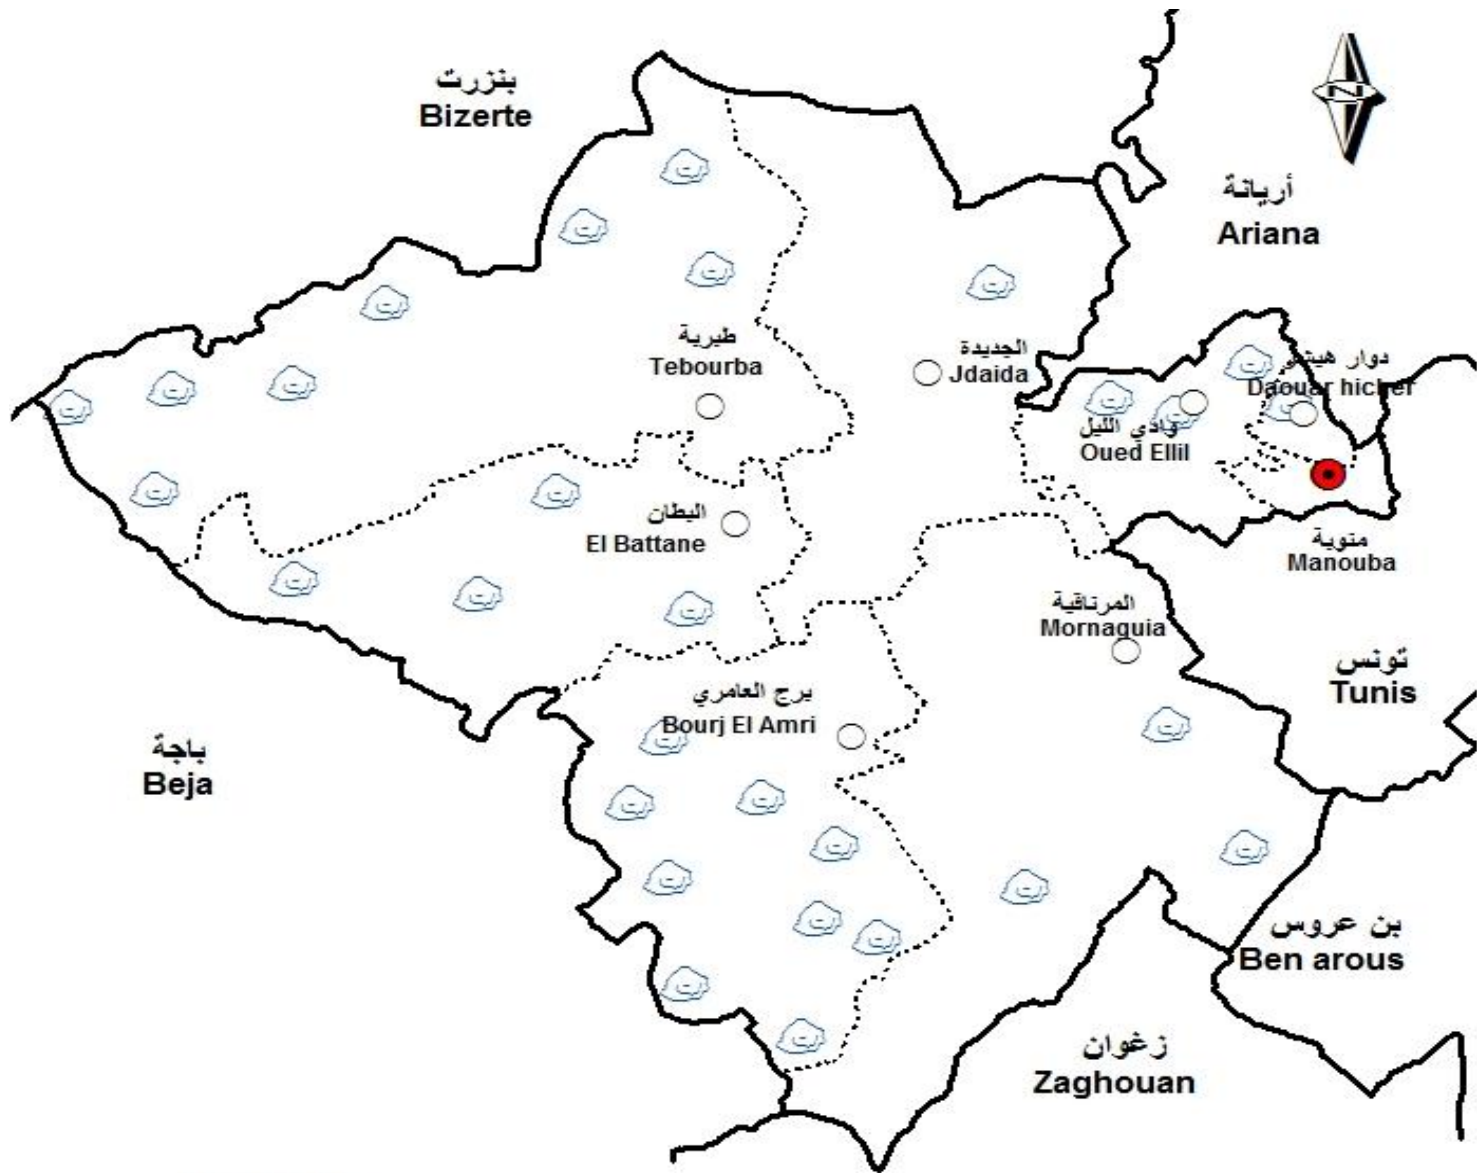 بنزرت
Bizerte
N
أريانة
Ariana
طبرية
Tebourba
الجديدة
Jdaida
دوار هيشر
Daouar hicher
وادي الليل
Oued Ellil
البطان
El Battane
منوبة
Manouba
المرناقية
Mornaguia
تونس
Tunis
برج العامري
Bourj El Amri
باجة
Beja
بن عروس
Ben arous
زغوان
Zaghouan